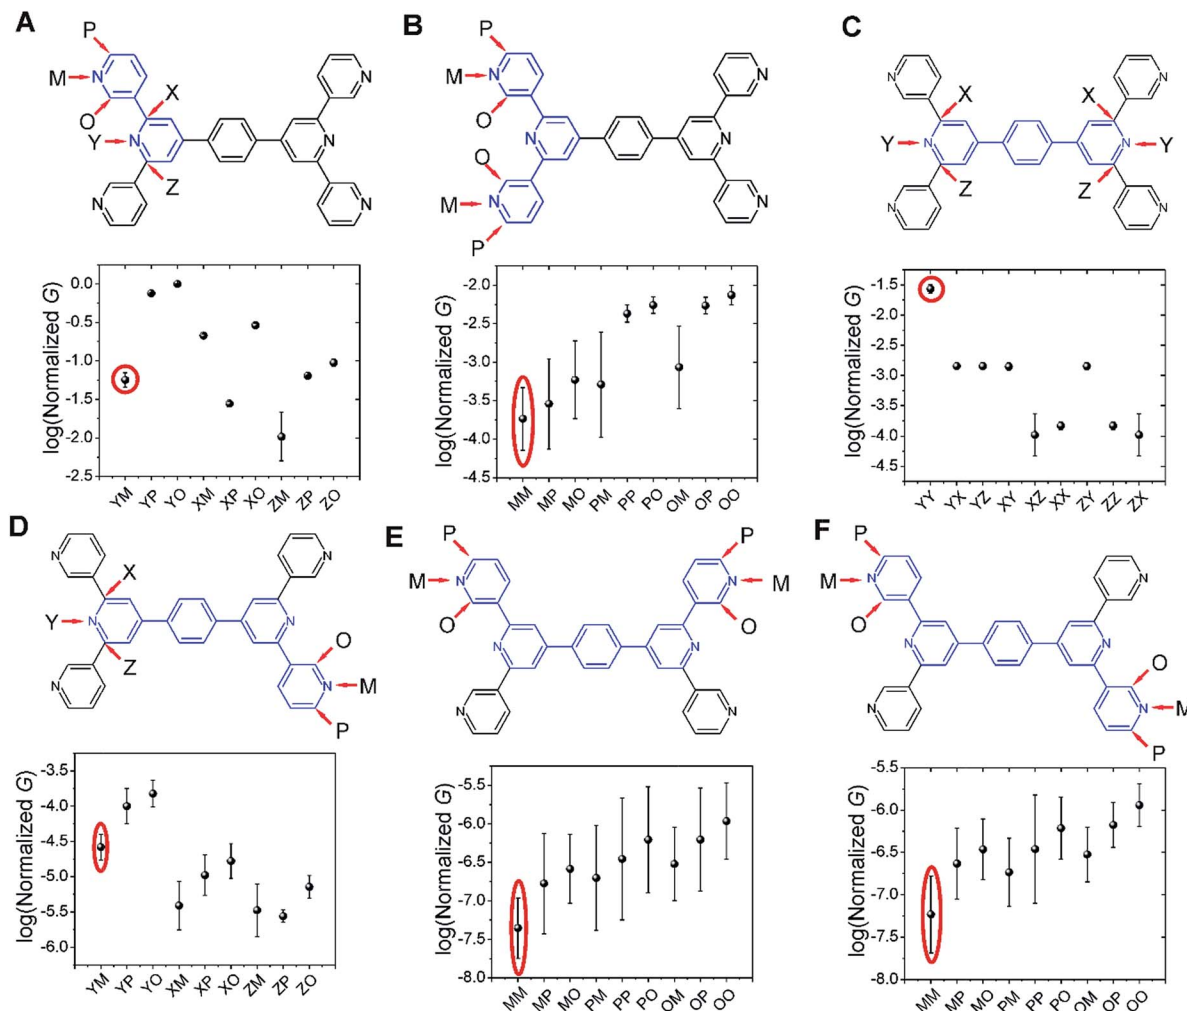 A
P
M
N
X
O
Y
N
N
Z
N
N
N
B
P
M
N
O
N
O
N
N
M
N
P
N
C
N
N
X
X
Y
N
N
Y
Z
Z
N
N
log(Normalized G)
0.0
-0.5
-1.0
-1.5
-2.0
-2.5
YM YP YO XM XP XO ZM ZP ZO
log(Normalized G)
-2.0
-2.5
-3.0
-3.5
-4.0
-4.5
MM MP MO PM PP PO OM OP OO
log(Normalized G)
-1.5
-2.0
-2.5
-3.0
-3.5
-4.0
-4.5
YY YX YZ XY XZ XX ZY ZZ ZX
D
N
N
X
Y
N
N
Z
O
N
N
M
P
E
P
P
M
N
N
M
O
O
N
N
N
N
F
P
M
N
N
O
N
N
O
N
N
M
P
log(Normalized G)
-3.5
-4.0
-4.5
-5.0
-5.5
-6.0
YM YP YO XM XP XO ZM ZP ZO
log(Normalized G)
-5.5
-6.0
-6.5
-7.0
-7.5
-8.0
MM MP MO PM PP PO OM OP OO
log(Normalized G)
-5.5
-6.0
-6.5
-7.0
-7.5
-8.0
MM MP MO PM PP PO OM OP OO